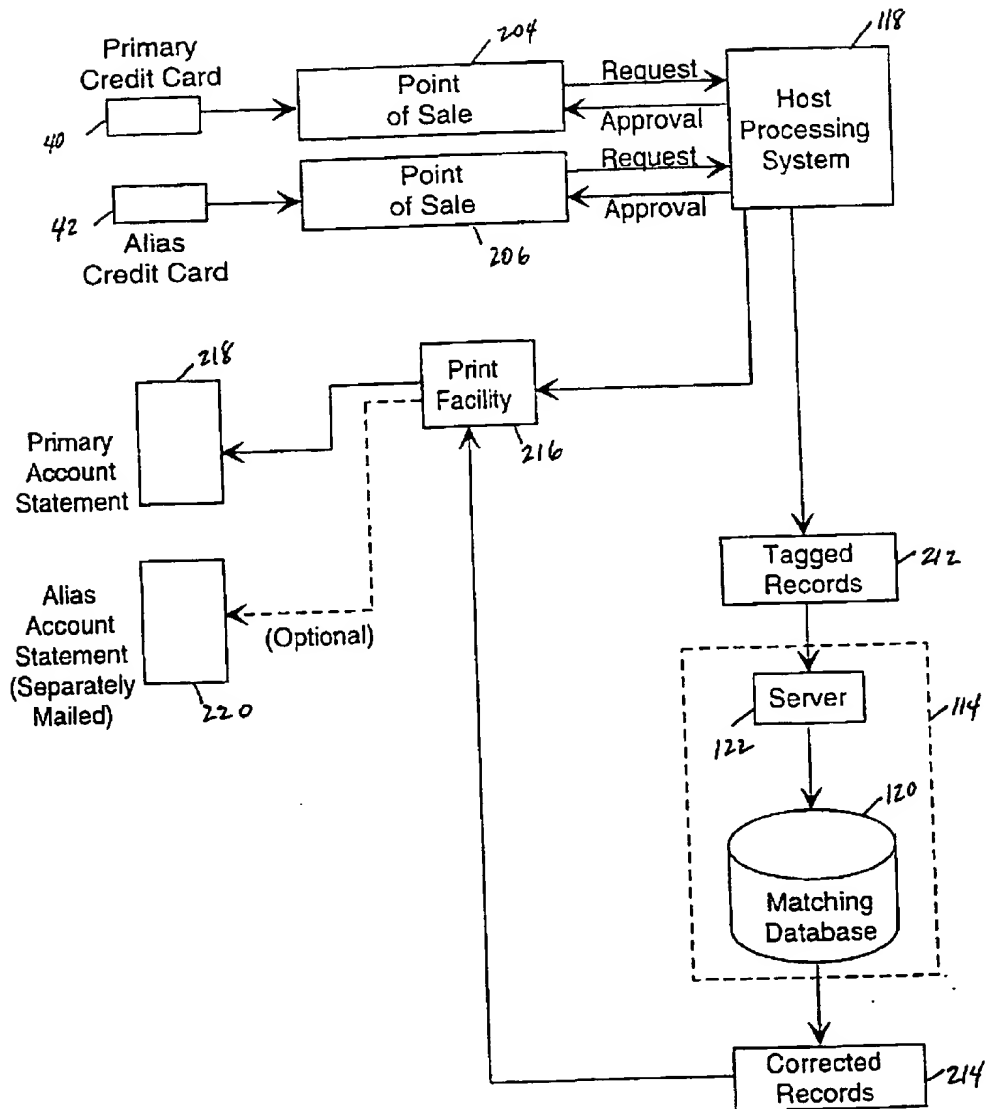 204
118
Primary
Credit Card
40
Point
of Sale
Request
Approval
Host
Processing
System
42
Alias
Credit Card
Point
of Sale
206
Request
Approval
218
Primary
Account
Statement
Print
Facility
216
Alias
Account
Statement
(Separately
Mailed)
220
(Optional)
Tagged
Records
212
Server
122
114
120
Matching
Database
Corrected
Records
214